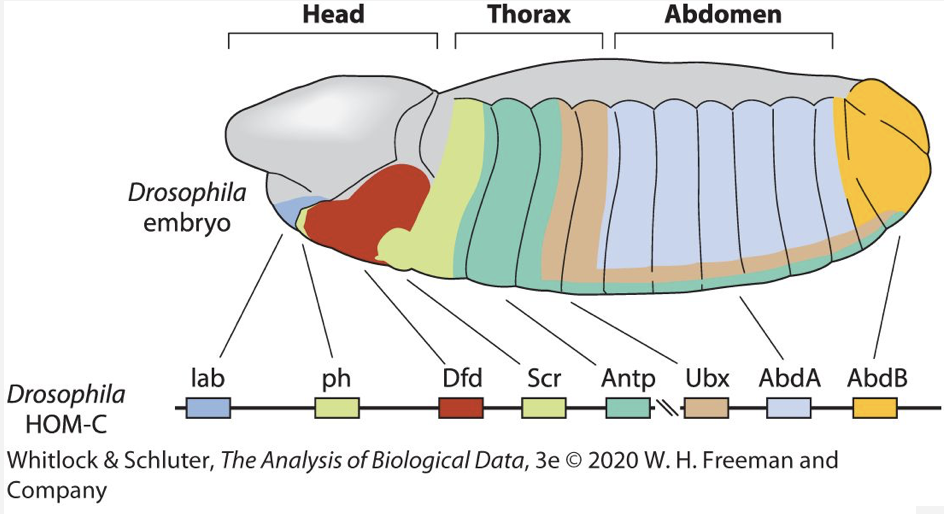 Head Thorax Abdomen
Drosophila
embryo
lab ph Dfd Scr Antp Ubx AbdA AbdB
Drosophila
HOM-C
Whitlock & Schluter, The Analysis of Biological Data, 3e © 2020 W. H. Freeman and
Company